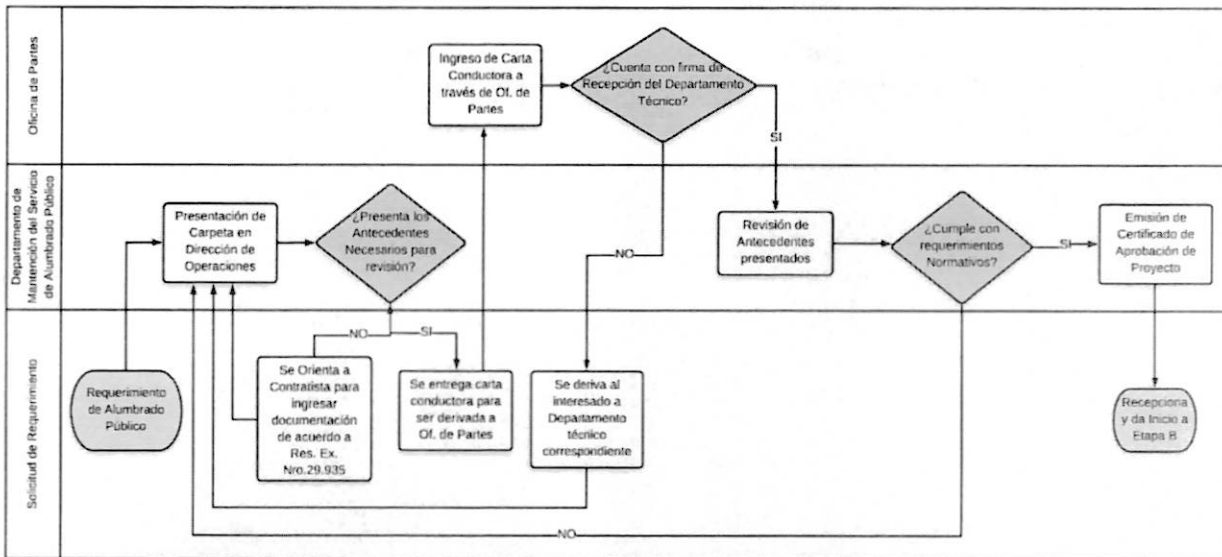 Oficina de Partes
Ingreso de Carta
Conductora a
través de Of. de
Partes
¿Cuenta con firma de
Recepción del Departamento
Técnico?
SI
NO
Departamento de
Mantención del Servicio
de Alumbrado Público
Presentación de
Carpeta en
Dirección de
Operaciones
¿Presenta los
Antecedentes
Necesarios para
revisión?
Revisión de
Antecedentes
presentados
¿Cumple con
requerimientos
Normativos?
SI
Emisión de
Certificado de
Aprobación de
Proyecto
Solicitud de Requerimiento
Requerimiento
de Alumbrado
Público
NO
SI
Se Orienta a
Contratista para
ingresar
documentación
de acuerdo a
Res. Ex.
Nro.29.935
Se entrega carta
conductora para
ser derivada a
Of. de Partes
Se deriva al
interesado a
Departamento
técnico
correspondiente
Recepciona
y da Inicio a
Etapa B
NO